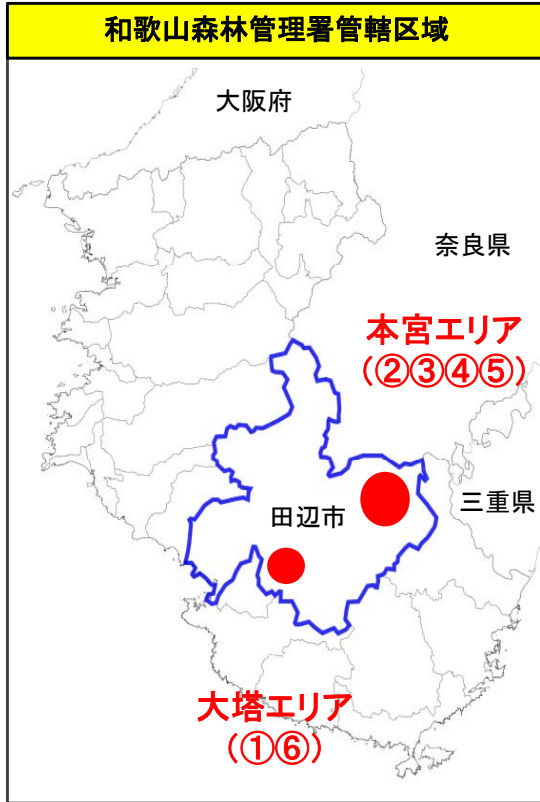 和歌山森林管理署管轄区域
大阪府
奈良県
本宮エリア
(②③④⑤)
三重県
田辺市
大塔エリア
(①⑥)